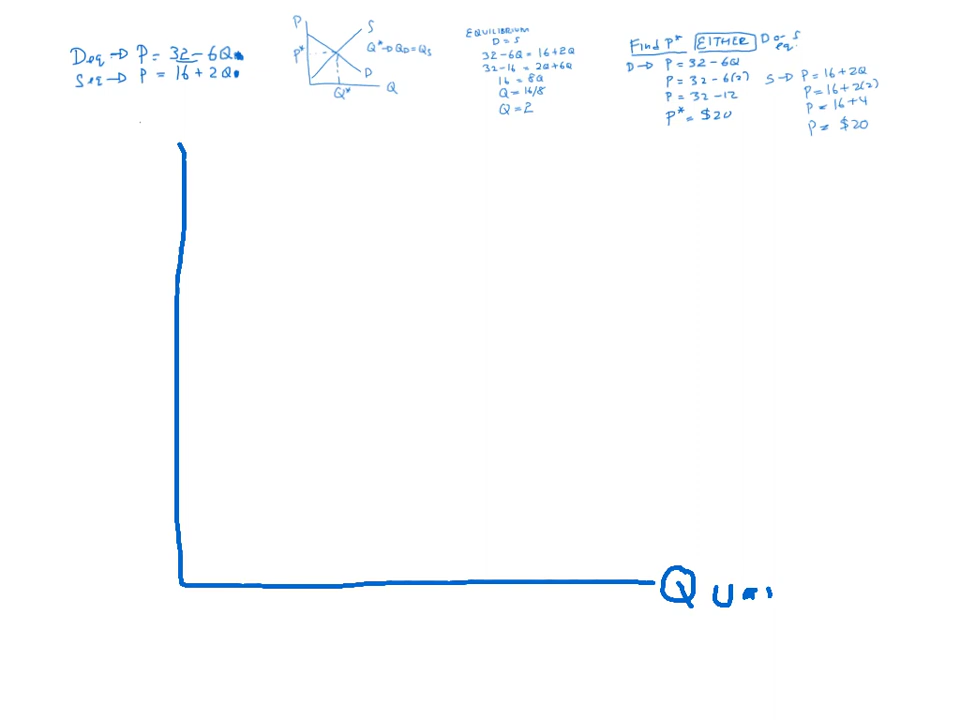 Deq → P = 32 - 6Q
Seq → P = 16 + 2Q
P
S
P*
Q* → QD = QS
D
Q*
Q
EQUILIBRIUM
D = S
32 - 6Q = 16 + 2Q
32 - 16 = 2Q + 6Q
16 = 8Q
Q = 16/8
Q = 2
Find P* EITHER D or S eq.
D → P = 32 - 6Q
P = 32 - 6(2)
P = 32 - 12
P* = $20
S → P = 16 + 2Q
P = 16 + 2(2)
P = 16 + 4
P = $20
Quan